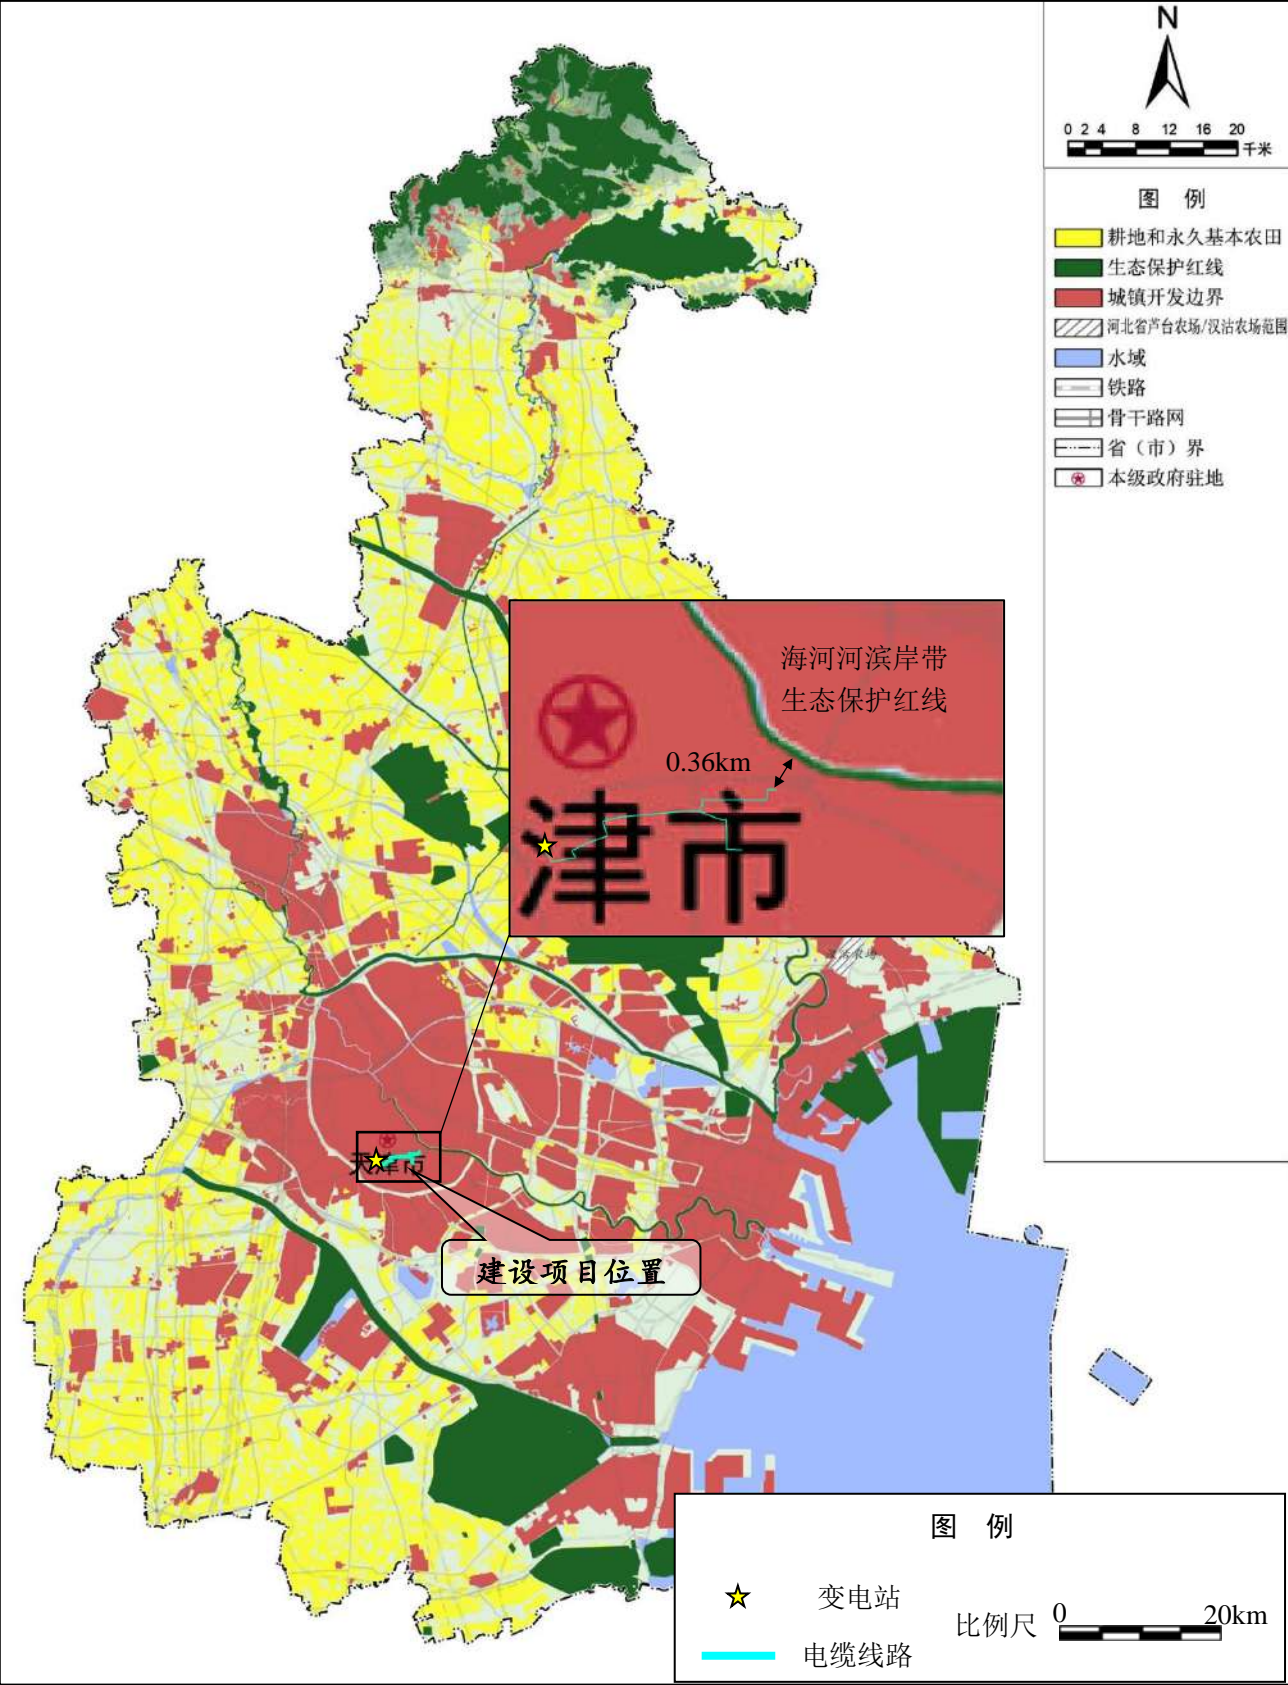 N
0 2 4 8 12 16 20
千米
图 例
耕地和永久基本农田
生态保护红线
城镇开发边界
河北省芦台农场/汉沽农场范围
水域
铁路
骨干路网
省（市）界
本级政府驻地
海河河滨岸带
生态保护红线
0.36km
津市
天津市
建设项目位置
图 例
变电站
电缆线路
比例尺 0 20km